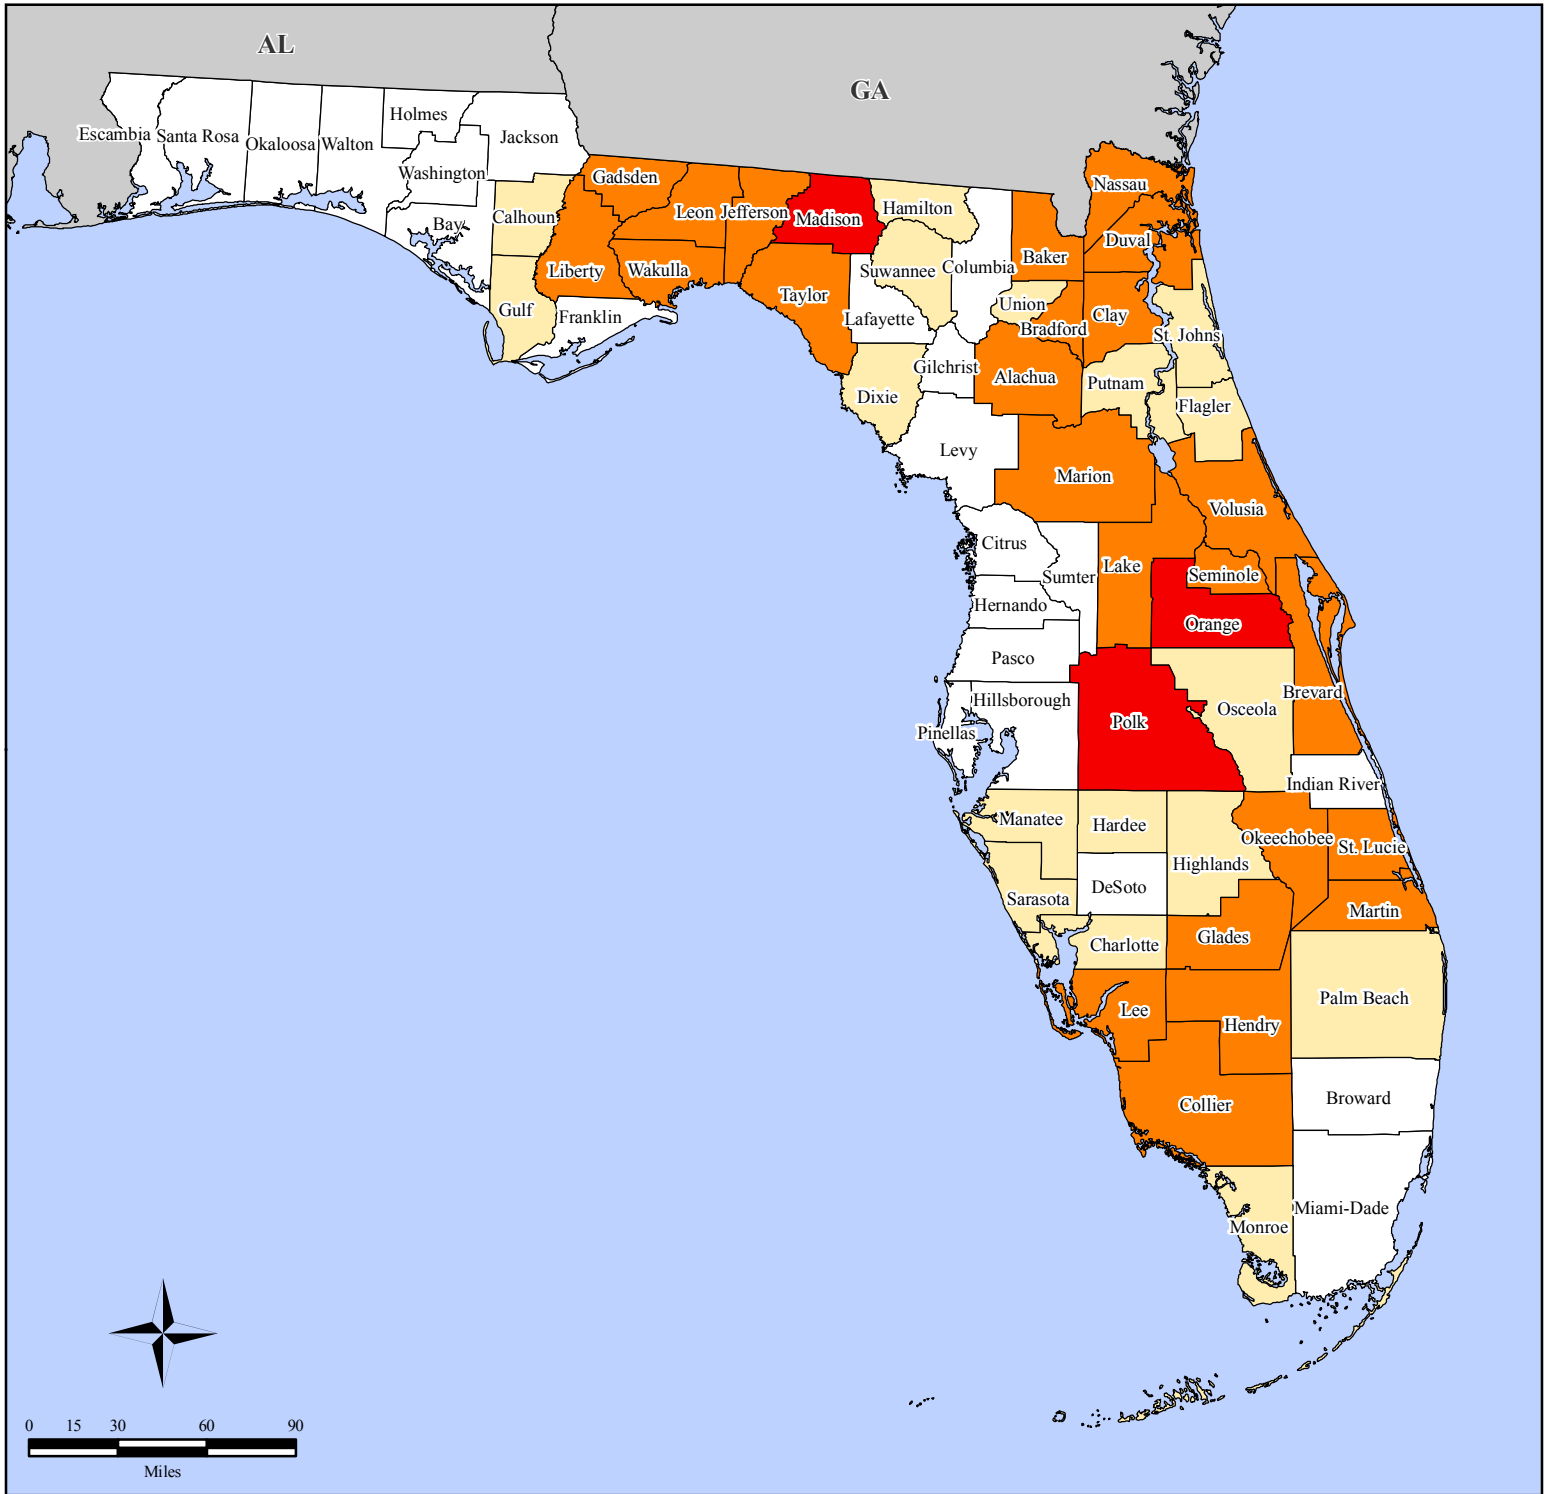 AL
GA
Holmes
Escambia
Santa Rosa
Okaloosa
Walton
Jackson
Washington
Gadsden
Nassau
Calhoun
Bay
Leon
Jefferson
Madison
Hamilton
Duval
Liberty
Wakulla
Taylor
Suwannee
Columbia
Baker
Gulf
Franklin
Lafayette
Union
Bradford
Clay
St. Johns
Gilchrist
Alachua
Putnam
Dixie
Flagler
Levy
Marion
Volusia
Citrus
Sumter
Lake
Seminole
Hernando
Orange
Pasco
Hillsborough
Pinellas
Polk
Osceola
Brevard
Indian River
Manatee
Hardee
Okeechobee
St. Lucie
Highlands
DeSoto
Sarasota
Martin
Charlotte
Glades
Palm Beach
Lee
Hendry
Collier
Broward
Miami-Dade
Monroe
0 15 30 60 90
Miles